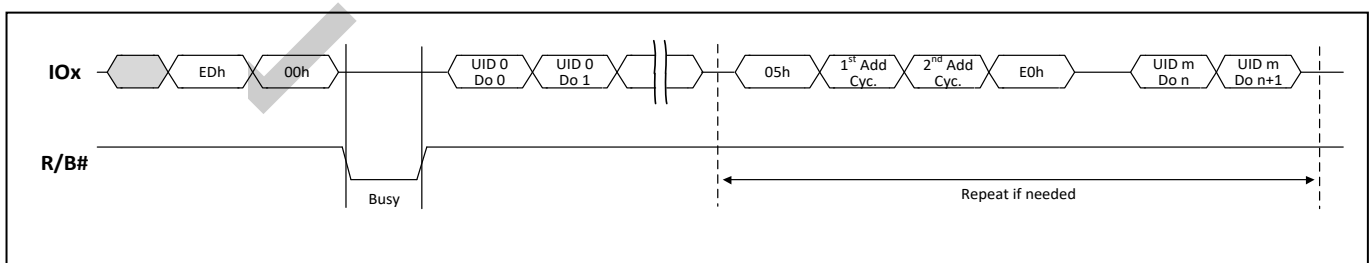 IOx
EDh
00h
UID 0
Do 0
UID 0
Do 1
05h
1st Add
Cyc.
2nd Add
Cyc.
E0h
UID m
Do n
UID m
Do n+1
R/B#
Busy
Repeat if needed